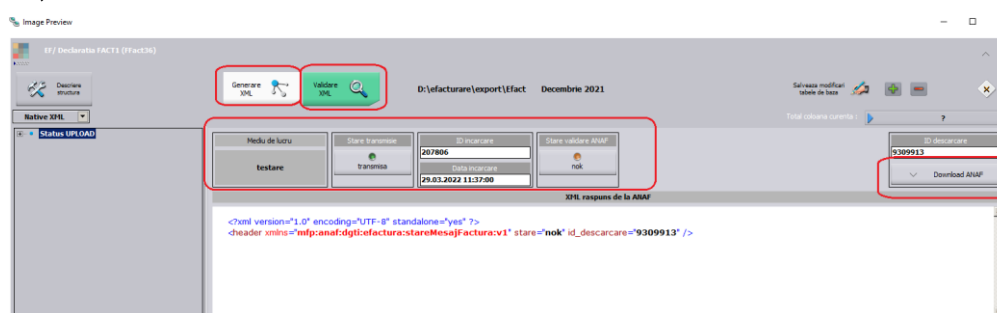 Image Preview
EF/ Declaratia FACT1 (FFact36)
Descriere structura
Generare XML
Validare XML
D:\efacturare\export\Efact Decembrie 2021
Salveaza modificari tabele de baza
Native XML
Total coloana curenta :
?
Status UPLOAD
Mediu de lucru
testare
Stare transmisie
transmisa
ID incarcare
207806
Data incarcare
29.03.2022 11:37:00
Stare validare ANAF
nok
ID descarcare
9309913
Download ANAF
XML raspuns de la ANAF
<?xml version="1.0" encoding="UTF-8" standalone="yes" ?>
<header xmlns="mfp:anaf:dgti:efactura:stareMesajFactura:v1" stare="nok" id_descarcare="9309913" />